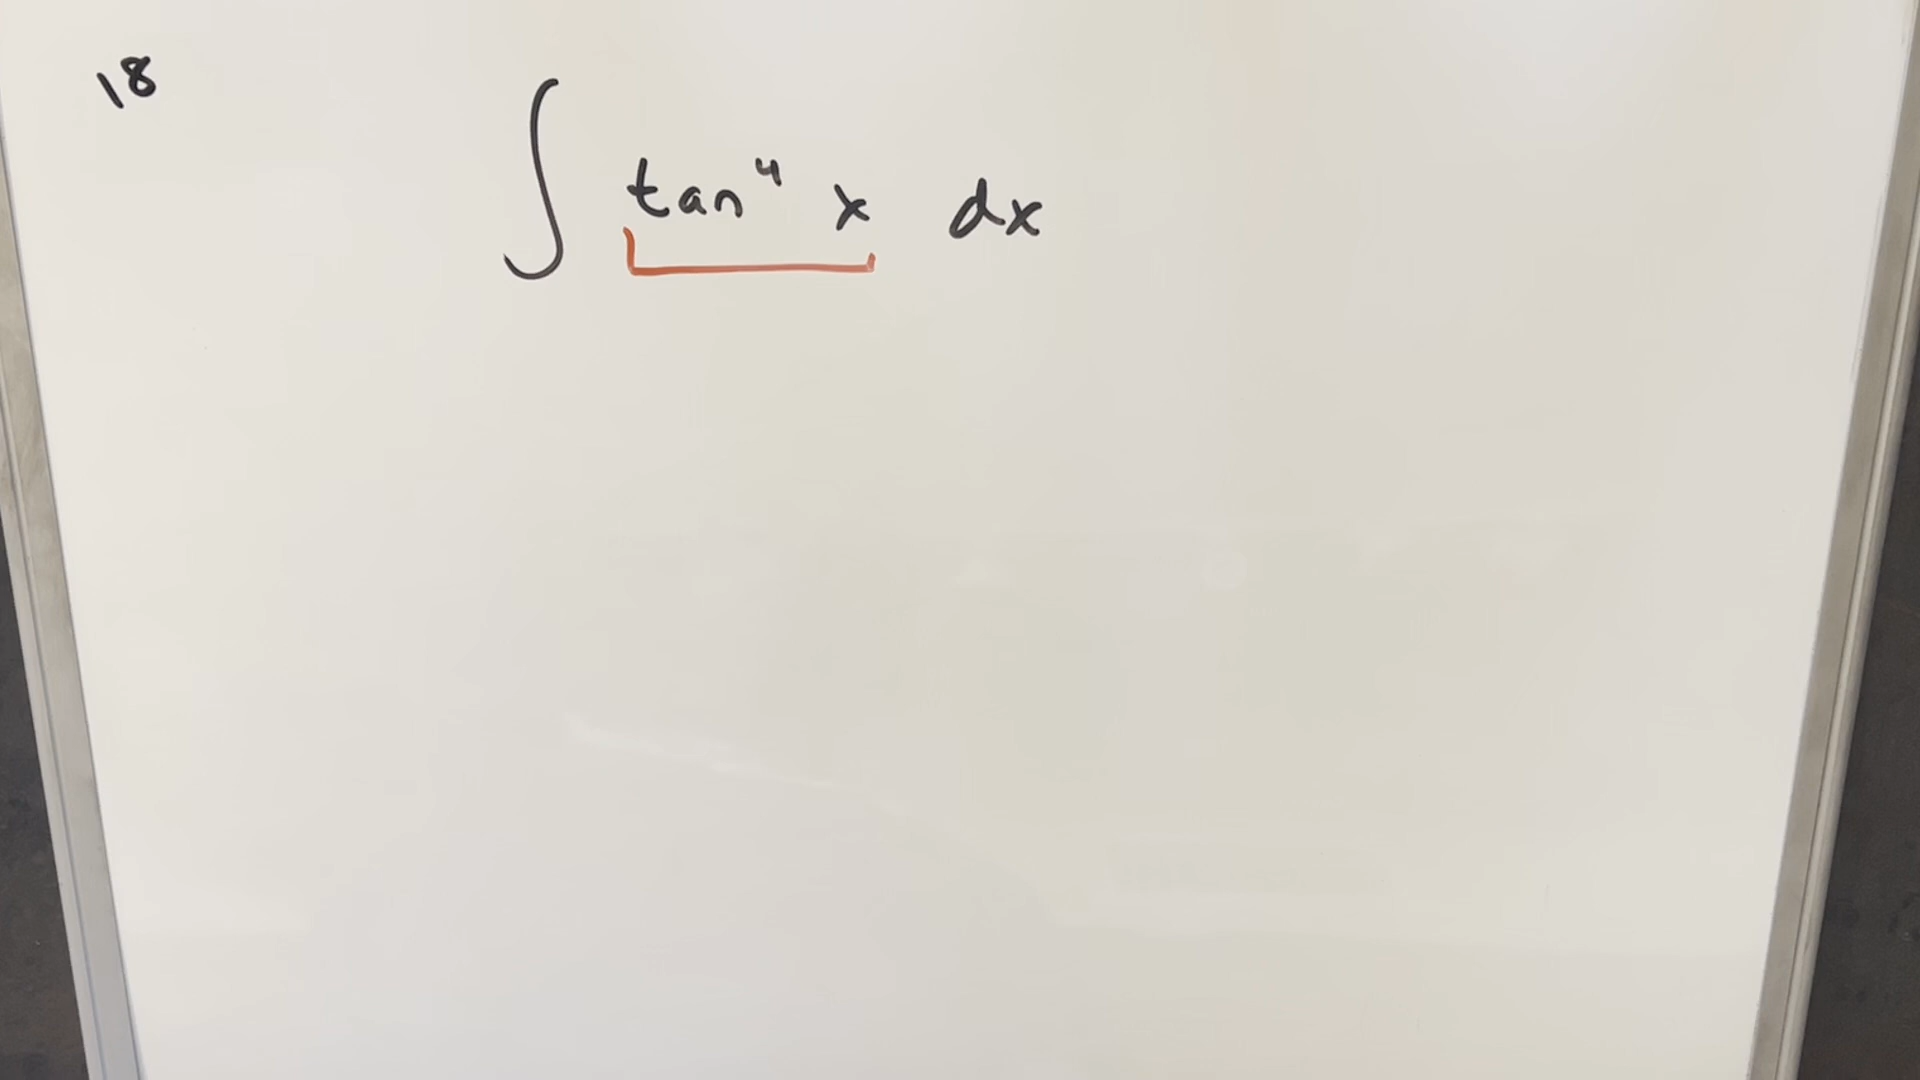 18
∫ tan⁴ x dx